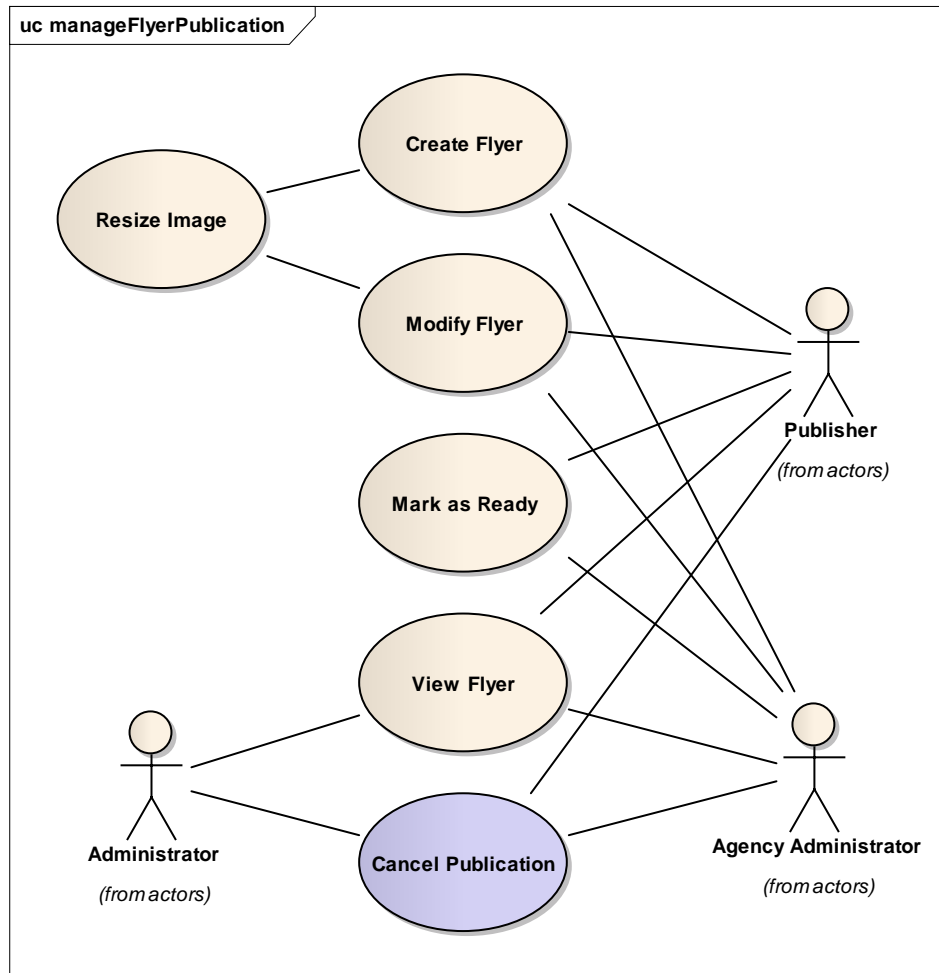 uc manageFlyerPublication
Create Flyer
Resize Image
Modify Flyer
Publisher
(from actors)
Mark as Ready
View Flyer
Administrator
(from actors)
Agency Administrator
(from actors)
Cancel Publication